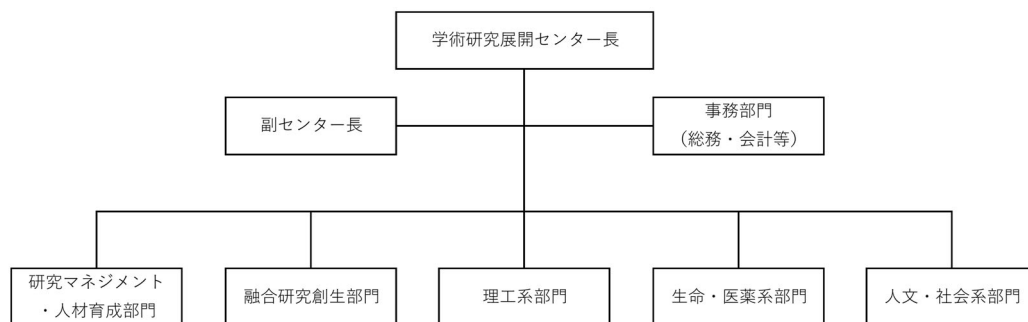 学術研究展開センター長
副センター長
事務部門
（総務・会計等）
研究マネジメント
・人材育成部門
融合研究創生部門
理工系部門
生命・医薬系部門
人文・社会系部門